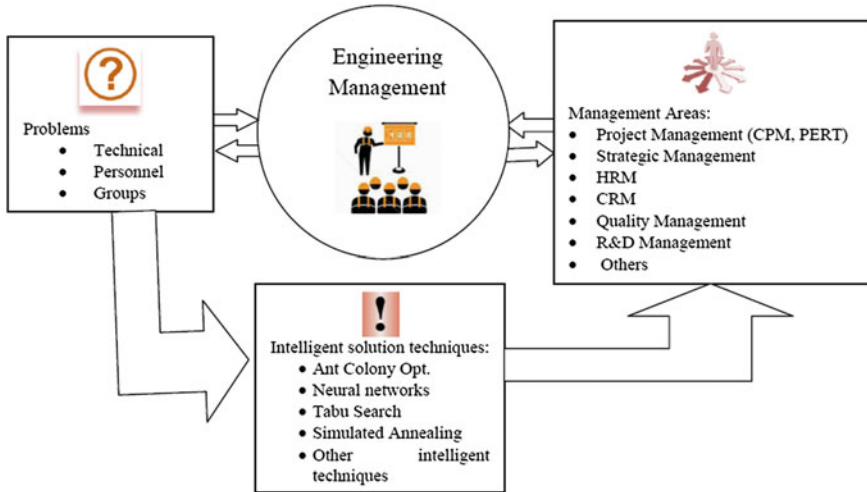 Engineering
Management
Problems
• Technical
• Personnel
• Groups
Management Areas:
• Project Management (CPM, PERT)
• Strategic Management
• HRM
• CRM
• Quality Management
• R&D Management
• Others
Intelligent solution techniques:
• Ant Colony Opt.
• Neural networks
• Tabu Search
• Simulated Annealing
• Other intelligent
techniques